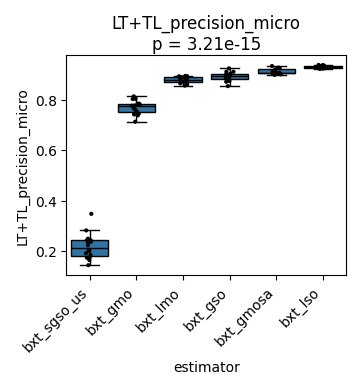 LT+TL_precision_micro
p = 3.21e-15
LT+TL_precision_micro
0.8
0.6
0.4
0.2
bxt_sgso_us
bxt_gmo
bxt_lmo
bxt_gso
bxt_gmosa
bxt_lso
estimator